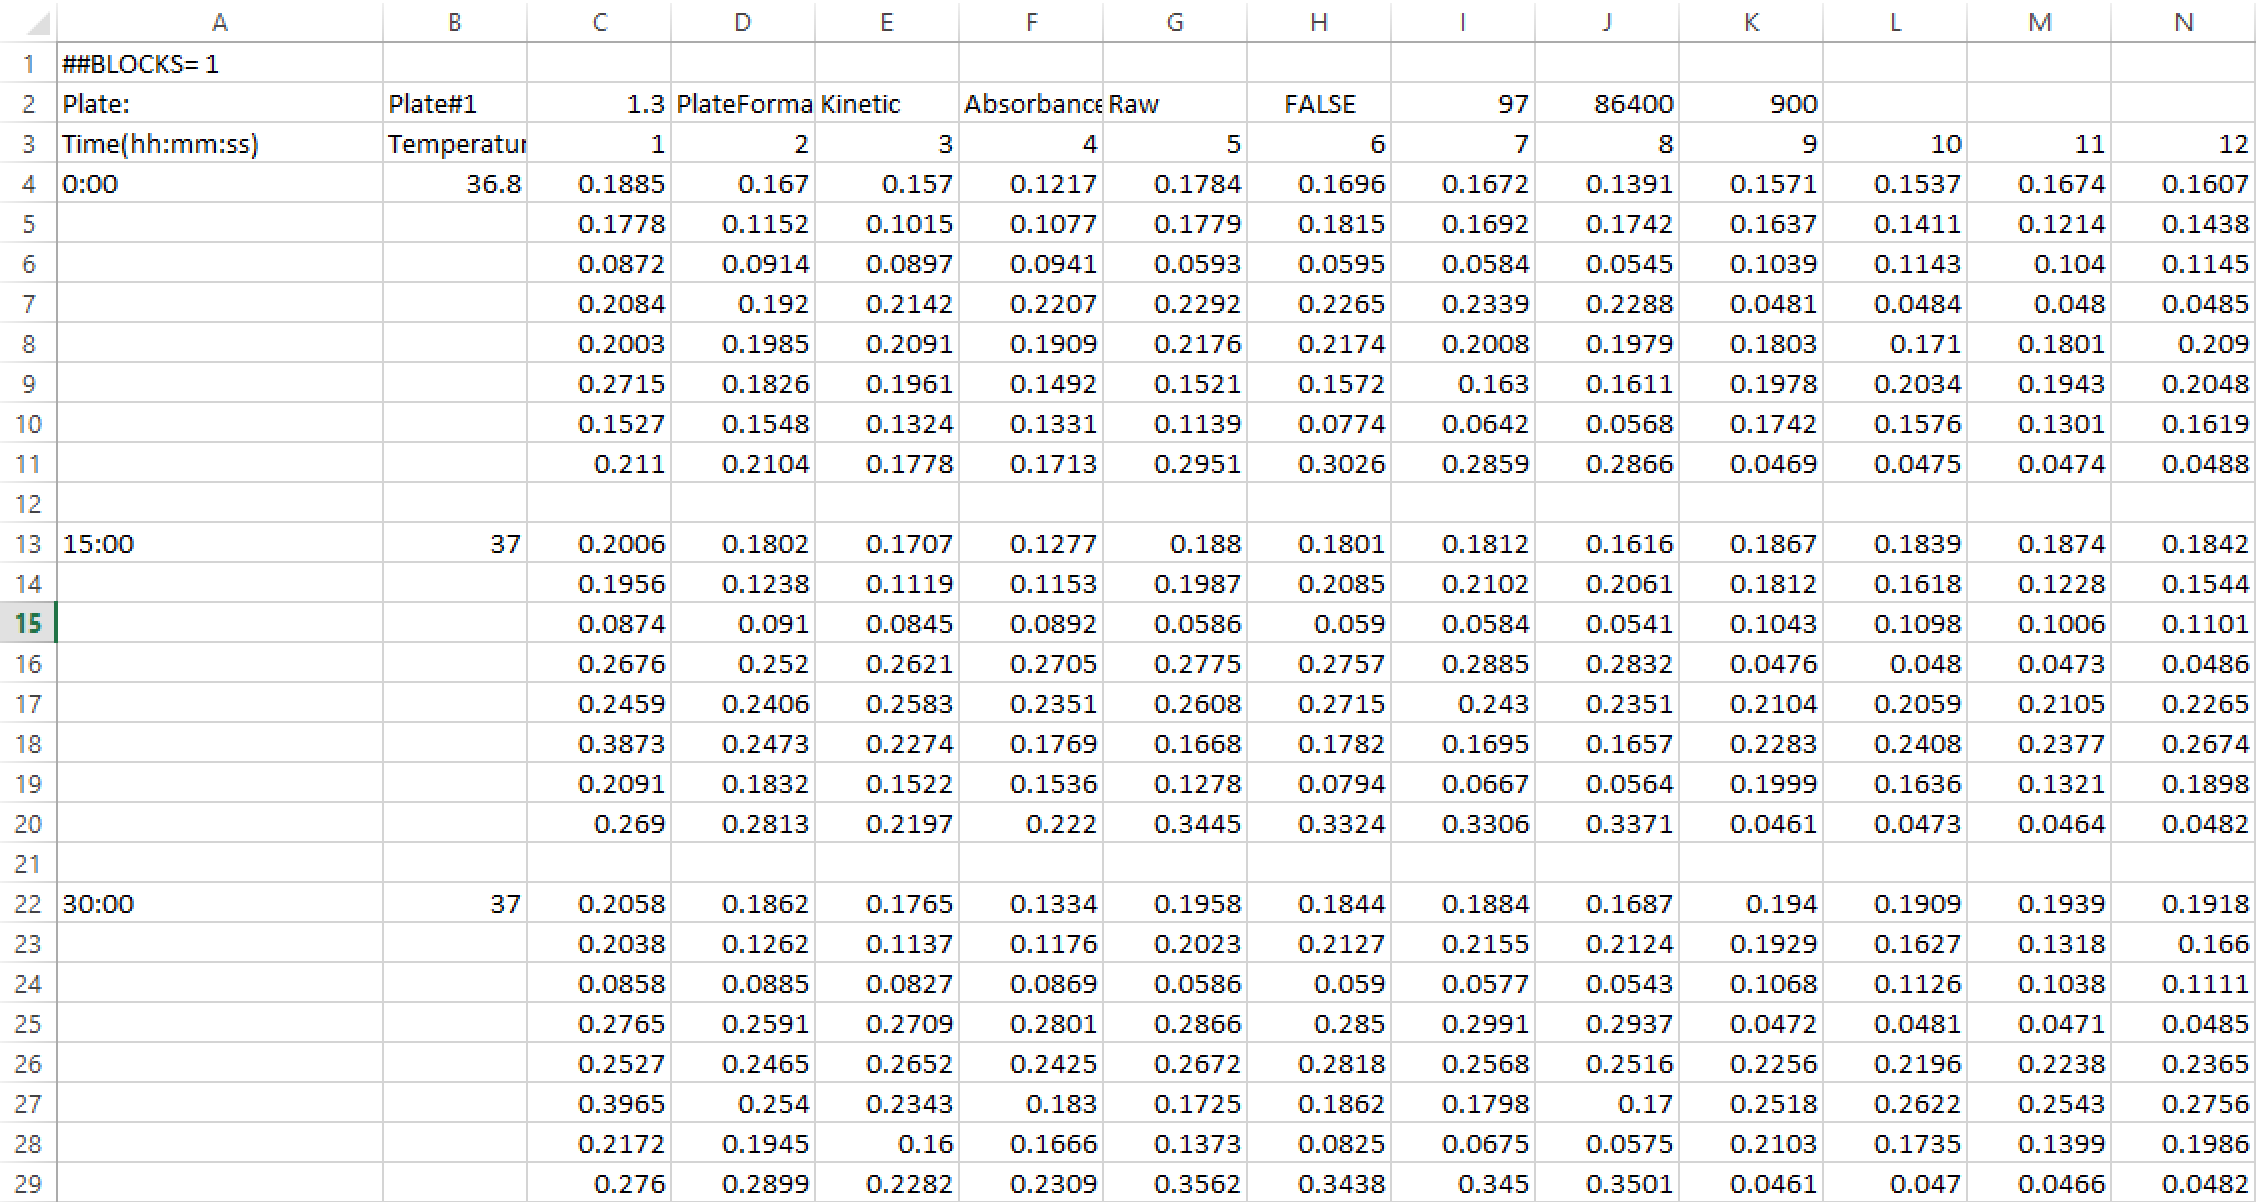 A B C D E F G H I J K L M N
1 ##BLOCKS= 1
2 Plate: Plate#1 1.3 PlateForma Kinetic Absorbance Raw FALSE 97 86400 900
3 Time(hh:mm:ss) Temperatur 1 2 3 4 5 6 7 8 9 10 11 12
4 0:00 36.8 0.1885 0.167 0.157 0.1217 0.1784 0.1696 0.1672 0.1391 0.1571 0.1537 0.1674 0.1607
5 0.1778 0.1152 0.1015 0.1077 0.1779 0.1815 0.1692 0.1742 0.1637 0.1411 0.1214 0.1438
6 0.0872 0.0914 0.0897 0.0941 0.0593 0.0595 0.0584 0.0545 0.1039 0.1143 0.104 0.1145
7 0.2084 0.192 0.2142 0.2207 0.2292 0.2265 0.2339 0.2288 0.0481 0.0484 0.048 0.0485
8 0.2003 0.1985 0.2091 0.1909 0.2176 0.2174 0.2008 0.1979 0.1803 0.171 0.1801 0.209
9 0.2715 0.1826 0.1961 0.1492 0.1521 0.1572 0.163 0.1611 0.1978 0.2034 0.1943 0.2048
10 0.1527 0.1548 0.1324 0.1331 0.1139 0.0774 0.0642 0.0568 0.1742 0.1576 0.1301 0.1619
11 0.211 0.2104 0.1778 0.1713 0.2951 0.3026 0.2859 0.2866 0.0469 0.0475 0.0474 0.0488
12
13 15:00 37 0.2006 0.1802 0.1707 0.1277 0.188 0.1801 0.1812 0.1616 0.1867 0.1839 0.1874 0.1842
14 0.1956 0.1238 0.1119 0.1153 0.1987 0.2085 0.2102 0.2061 0.1812 0.1618 0.1228 0.1544
15 0.0874 0.091 0.0845 0.0892 0.0586 0.059 0.0584 0.0541 0.1043 0.1098 0.1006 0.1101
16 0.2676 0.252 0.2621 0.2705 0.2775 0.2757 0.2885 0.2832 0.0476 0.048 0.0473 0.0486
17 0.2459 0.2406 0.2583 0.2351 0.2608 0.2715 0.243 0.2351 0.2104 0.2059 0.2105 0.2265
18 0.3873 0.2473 0.2274 0.1769 0.1668 0.1782 0.1695 0.1657 0.2283 0.2408 0.2377 0.2674
19 0.2091 0.1832 0.1522 0.1536 0.1278 0.0794 0.0667 0.0564 0.1999 0.1636 0.1321 0.1898
20 0.269 0.2813 0.2197 0.222 0.3445 0.3324 0.3306 0.3371 0.0461 0.0473 0.0464 0.0482
21
22 30:00 37 0.2058 0.1862 0.1765 0.1334 0.1958 0.1844 0.1884 0.1687 0.194 0.1909 0.1939 0.1918
23 0.2038 0.1262 0.1137 0.1176 0.2023 0.2127 0.2155 0.2124 0.1929 0.1627 0.1318 0.166
24 0.0858 0.0885 0.0827 0.0869 0.0586 0.059 0.0577 0.0543 0.1068 0.1126 0.1038 0.1111
25 0.2765 0.2591 0.2709 0.2801 0.2866 0.285 0.2991 0.2937 0.0472 0.0481 0.0471 0.0485
26 0.2527 0.2465 0.2652 0.2425 0.2672 0.2818 0.2568 0.2516 0.2256 0.2196 0.2238 0.2365
27 0.3965 0.254 0.2343 0.183 0.1725 0.1862 0.1798 0.17 0.2518 0.2622 0.2543 0.2756
28 0.2172 0.1945 0.16 0.1666 0.1373 0.0825 0.0675 0.0575 0.2103 0.1735 0.1399 0.1986
29 0.276 0.2899 0.2282 0.2309 0.3562 0.3438 0.345 0.3501 0.0461 0.047 0.0466 0.0482